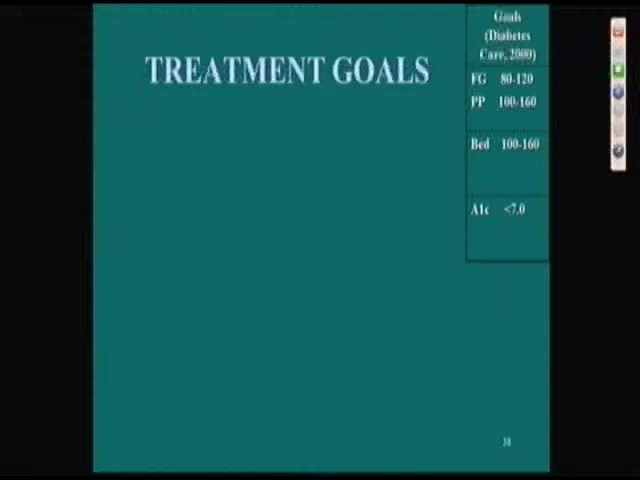 TREATMENT GOALS
Goals
(Diabetes
Care, 2000)
FG 80-120
PP 100-160
Bed 100-160
A1c <7.0